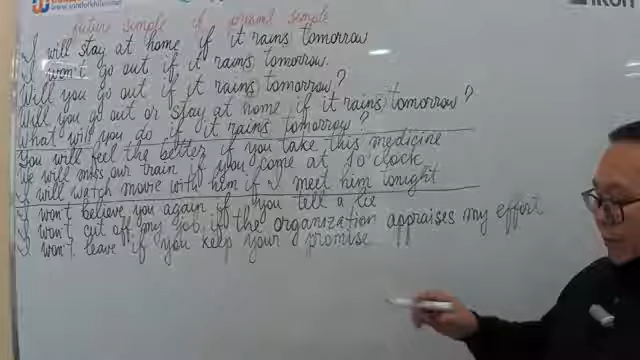 future simple if present simple
I will stay at home if it rains tomorrow
I won't go out if it rains tomorrow.
Will you go out if it rains tomorrow?
Will you go out or stay at home if it rains tomorrow?
What will you do if it rains tomorrow?
You will feel the better if you take this medicine
We will miss our train if you come at 10 o'clock
I will watch movie with him if I meet him tonight
I won't believe you again if you tell a lie
I won't cut off my job if the organization appraises my effort
I won't leave if you keep your promise